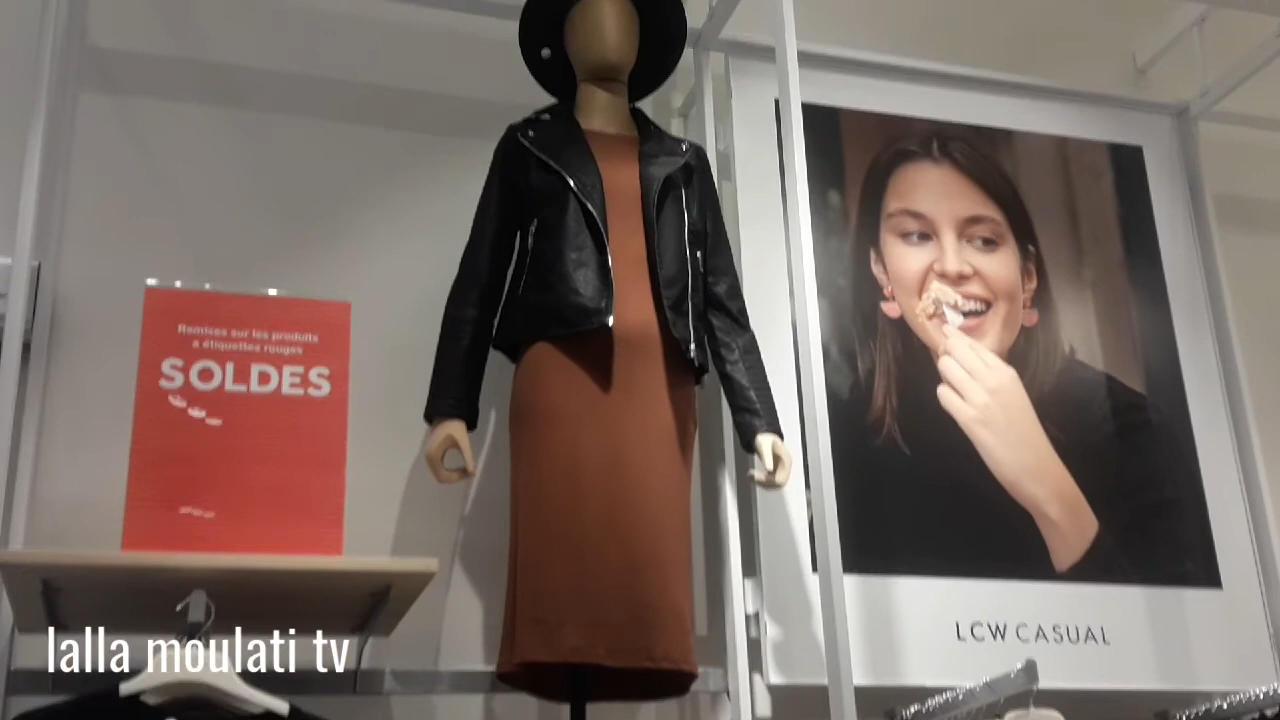 Remises sur les produits
à étiquettes rouges
SOLDES
LCW CASUAL
lalla moulati tv